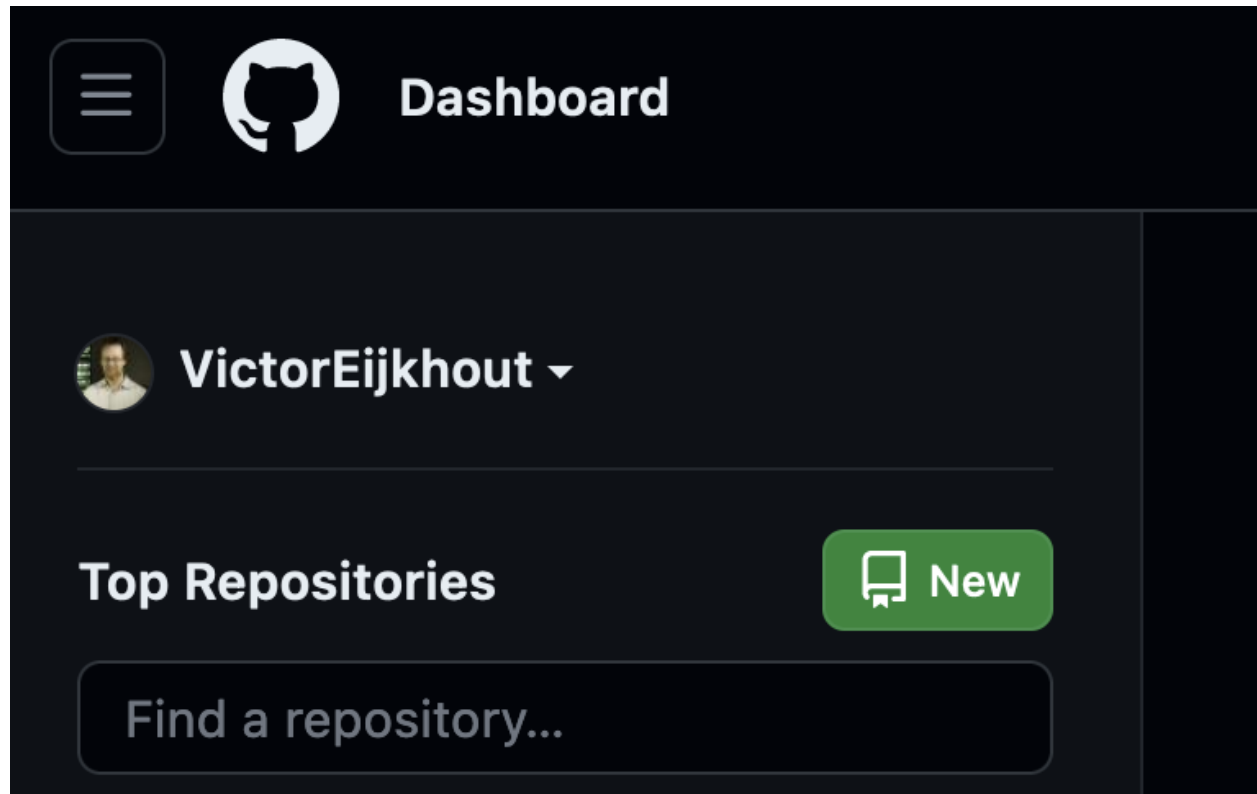 Dashboard
VictorEijkhout
Top Repositories
New
Find a repository...